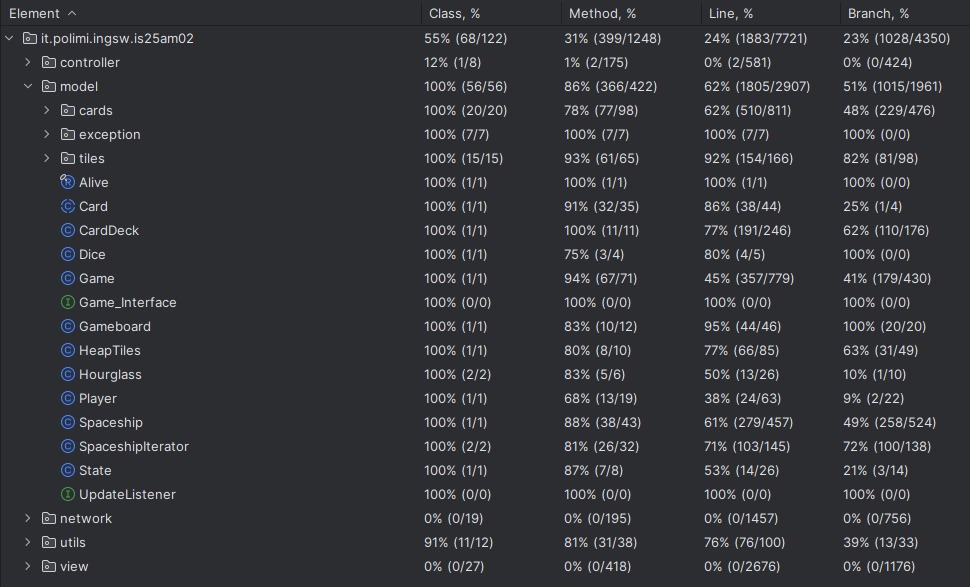 Element Class, % Method, % Line, % Branch, %
it.polimi.ingsw.is25am02 55% (68/122) 31% (399/1248) 24% (1883/7721) 23% (1028/4350)
controller 12% (1/8) 1% (2/175) 0% (2/581) 0% (0/424)
model 100% (56/56) 86% (366/422) 62% (1805/2907) 51% (1015/1961)
cards 100% (20/20) 78% (77/98) 62% (510/811) 48% (229/476)
exception 100% (7/7) 100% (7/7) 100% (7/7) 100% (0/0)
tiles 100% (15/15) 93% (61/65) 92% (154/166) 82% (81/98)
R Alive 100% (1/1) 100% (1/1) 100% (1/1) 100% (0/0)
C Card 100% (1/1) 91% (32/35) 86% (38/44) 25% (1/4)
C CardDeck 100% (1/1) 100% (11/11) 77% (191/246) 62% (110/176)
C Dice 100% (1/1) 75% (3/4) 80% (4/5) 100% (0/0)
C Game 100% (1/1) 94% (67/71) 45% (357/779) 41% (179/430)
I Game_Interface 100% (0/0) 100% (0/0) 100% (0/0) 100% (0/0)
C Gameboard 100% (1/1) 83% (10/12) 95% (44/46) 100% (20/20)
C HeapTiles 100% (1/1) 80% (8/10) 77% (66/85) 63% (31/49)
C Hourglass 100% (2/2) 83% (5/6) 50% (13/26) 10% (1/10)
C Player 100% (1/1) 68% (13/19) 38% (24/63) 9% (2/22)
C Spaceship 100% (1/1) 88% (38/43) 61% (279/457) 49% (258/524)
C SpaceshipIterator 100% (2/2) 81% (26/32) 71% (103/145) 72% (100/138)
C State 100% (1/1) 87% (7/8) 53% (14/26) 21% (3/14)
I UpdateListener 100% (0/0) 100% (0/0) 100% (0/0) 100% (0/0)
network 0% (0/19) 0% (0/195) 0% (0/1457) 0% (0/756)
utils 91% (11/12) 81% (31/38) 76% (76/100) 39% (13/33)
view 0% (0/27) 0% (0/418) 0% (0/2676) 0% (0/1176)